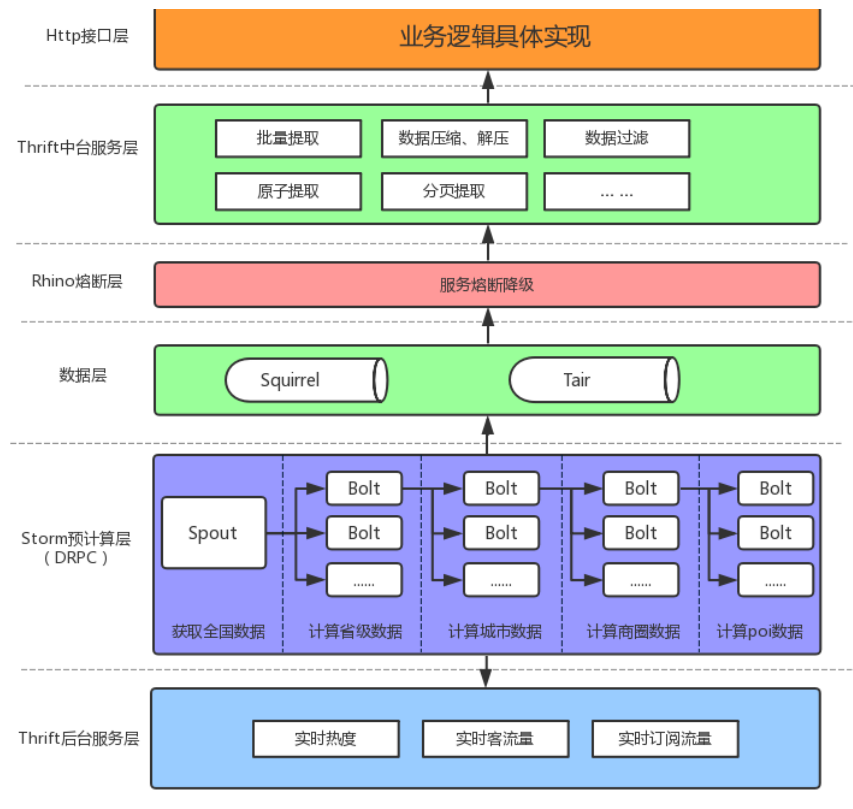 Http接口层
业务逻辑具体实现
Thrift中台服务层
批量提取
数据压缩、解压
数据过滤
原子提取
分页提取
... ...
Rhino熔断层
服务熔断降级
数据层
Squirrel
Tair
Storm预计算层
（DRPC）
Spout
Bolt
Bolt
Bolt
Bolt
Bolt
Bolt
Bolt
Bolt
......
......
......
......
获取全国数据
计算省级数据
计算城市数据
计算商圈数据
计算poi数据
Thrift后台服务层
实时热度
实时客流量
实时订阅流量